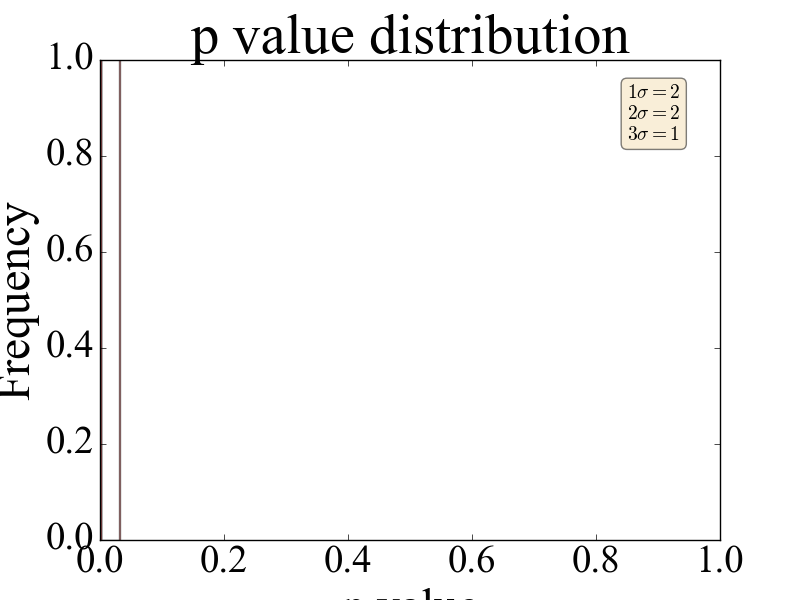 p value distribution
1.0
0.8
0.6
0.4
0.2
0.0
Frequency
1σ = 2
2σ = 2
3σ = 1
0.0 0.2 0.4 0.6 0.8 1.0
p value